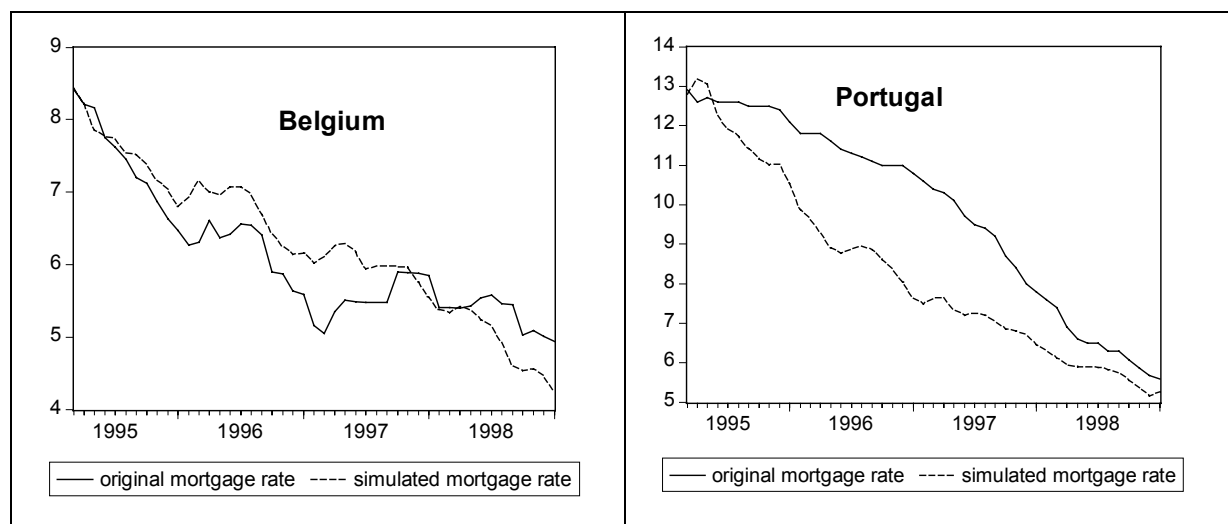 Belgium
9
8
7
6
5
4
1995 1996 1997 1998
original mortgage rate simulated mortgage rate
Portugal
14
13
12
11
10
9
8
7
6
5
1995 1996 1997 1998
original mortgage rate simulated mortgage rate